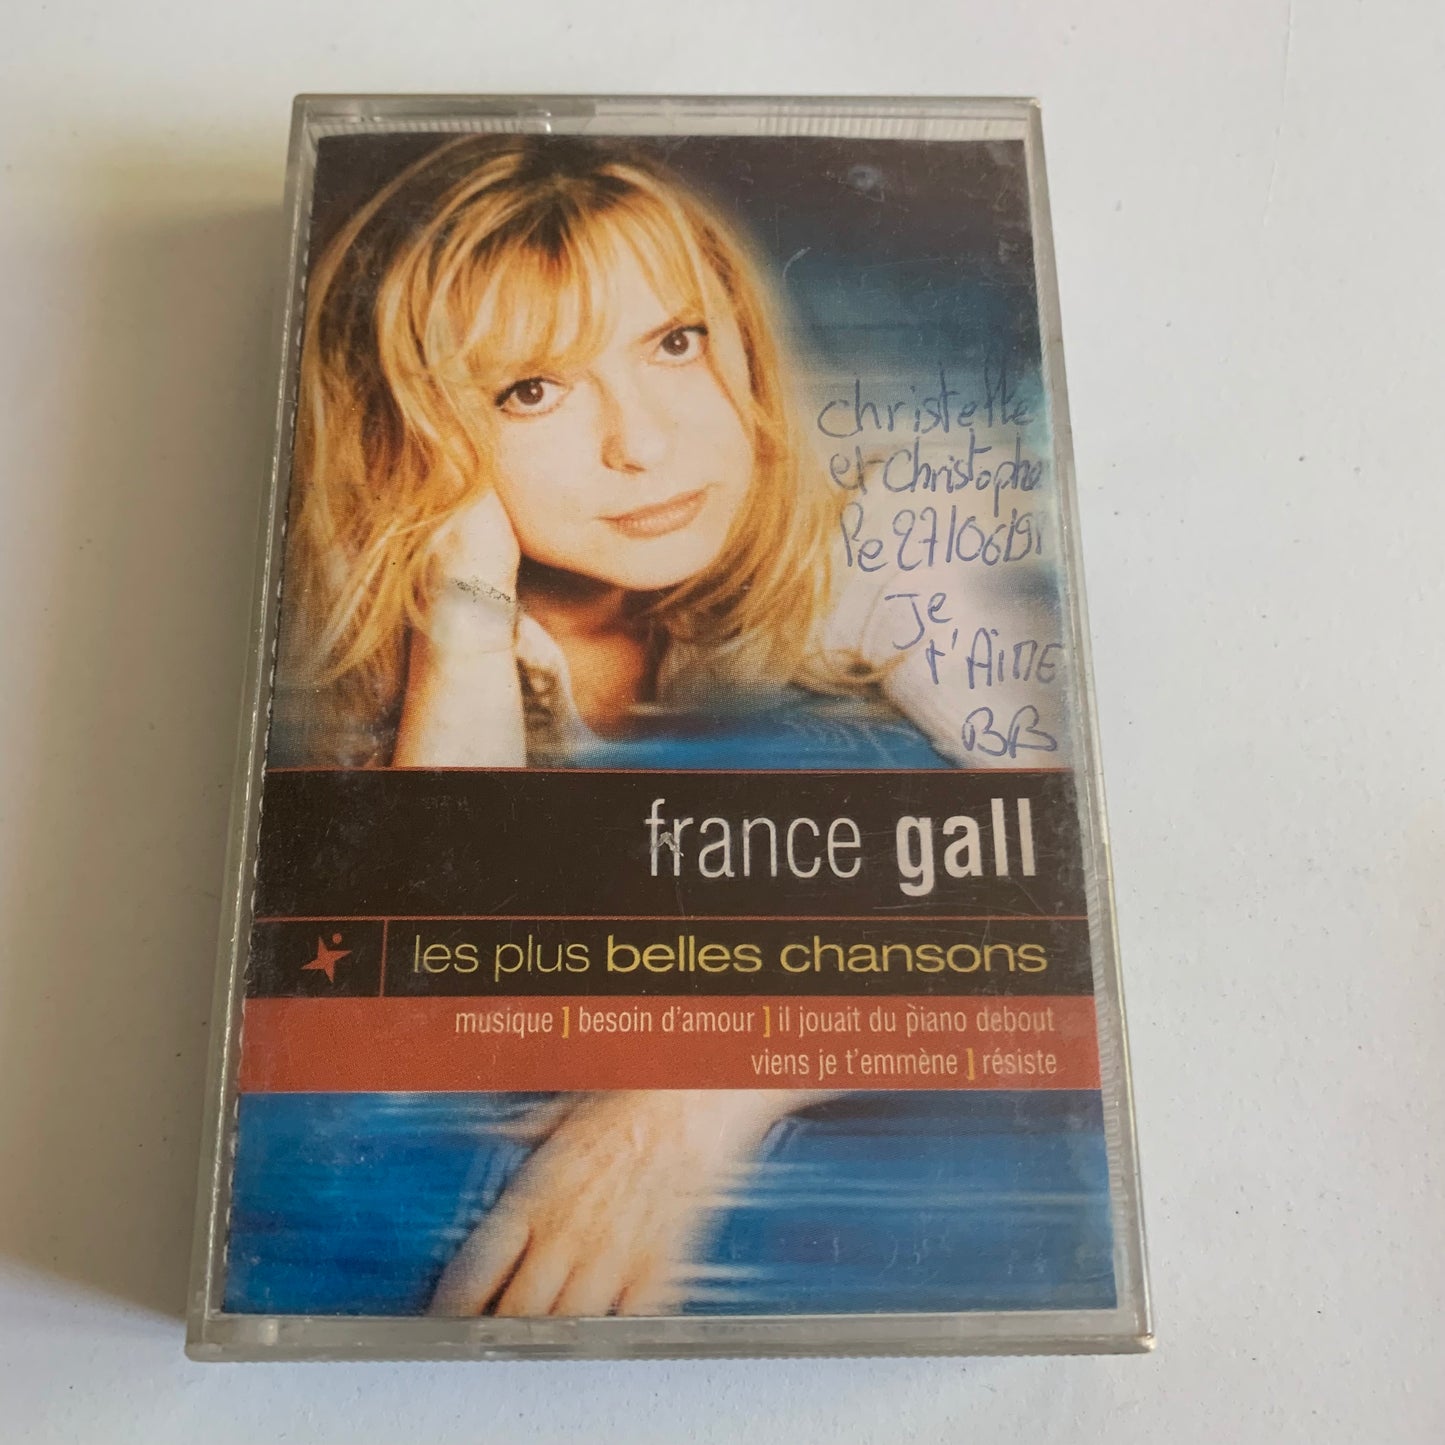 christelle
et Christophe
le 27/06/91
Je
t'AiME
BB
france gall
les plus belles chansons
musique ] besoin d'amour ] il jouait du piano debout
viens je t'emmène ] résiste